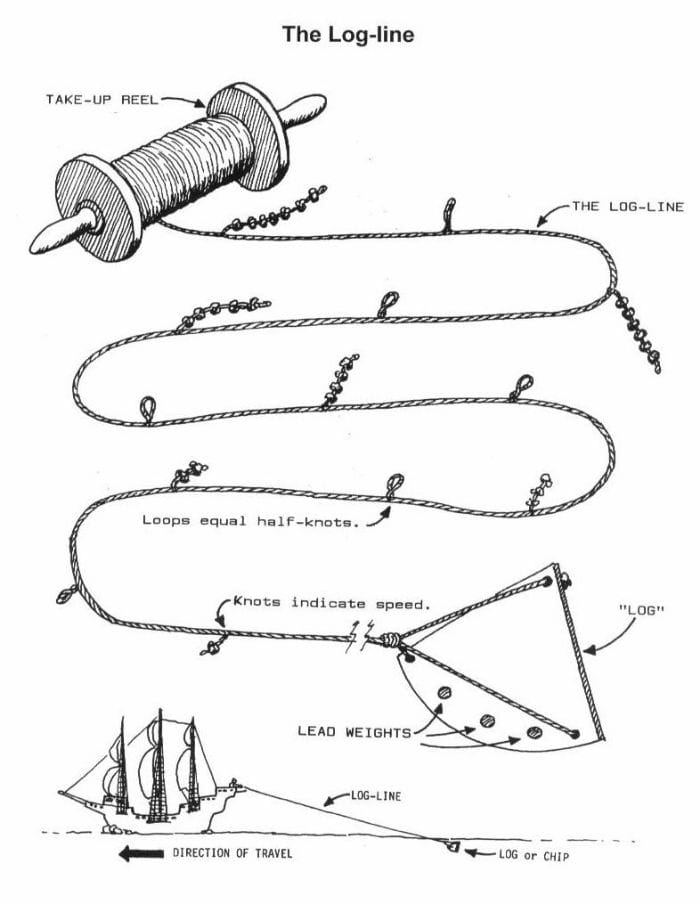 The Log-line
TAKE-UP REEL
THE LOG-LINE
Loops equal half-knots.
Knots indicate speed.
"LOG"
LEAD WEIGHTS
LOG-LINE
DIRECTION OF TRAVEL
LOG or CHIP